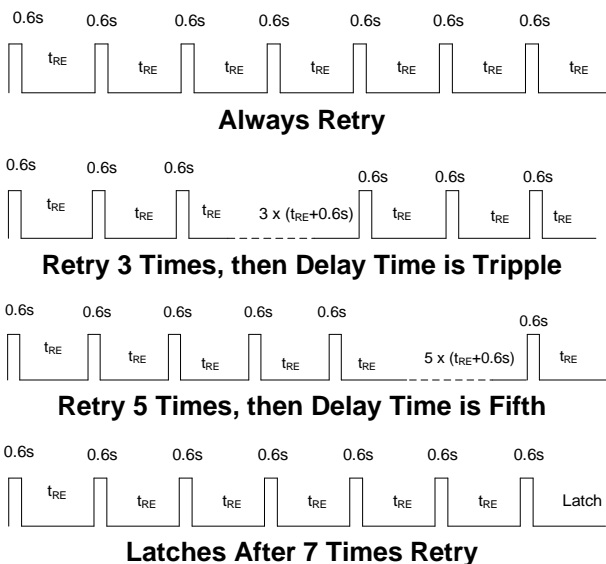 0.6s 0.6s 0.6s 0.6s 0.6s 0.6s 0.6s
tRE tRE tRE tRE tRE tRE tRE
Always Retry
0.6s 0.6s 0.6s 0.6s 0.6s 0.6s
tRE tRE tRE 3 x (tRE+0.6s) tRE tRE tRE
Retry 3 Times, then Delay Time is Tripple
0.6s 0.6s 0.6s 0.6s 0.6s 0.6s
tRE tRE tRE tRE tRE 5 x (tRE+0.6s) tRE
Retry 5 Times, then Delay Time is Fifth
0.6s 0.6s 0.6s 0.6s 0.6s 0.6s 0.6s
tRE tRE tRE tRE tRE tRE Latch
Latches After 7 Times Retry